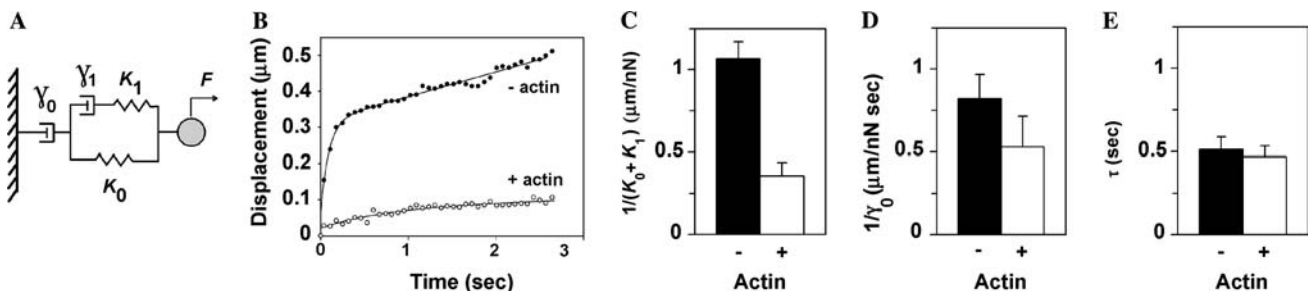 A
γ0
γ1
K1
F
K0
B
Displacement (μm)
0.5
0.4
0.3
0.2
0.1
0
- actin
+ actin
0
1
2
3
Time (sec)
C
1/(K0+ K1) (μm/nN)
1
0.5
0
- +
Actin
D
1/γ0 (μm/nN sec)
1
0.5
0
- +
Actin
E
τ (sec)
1
0.5
0
- +
Actin